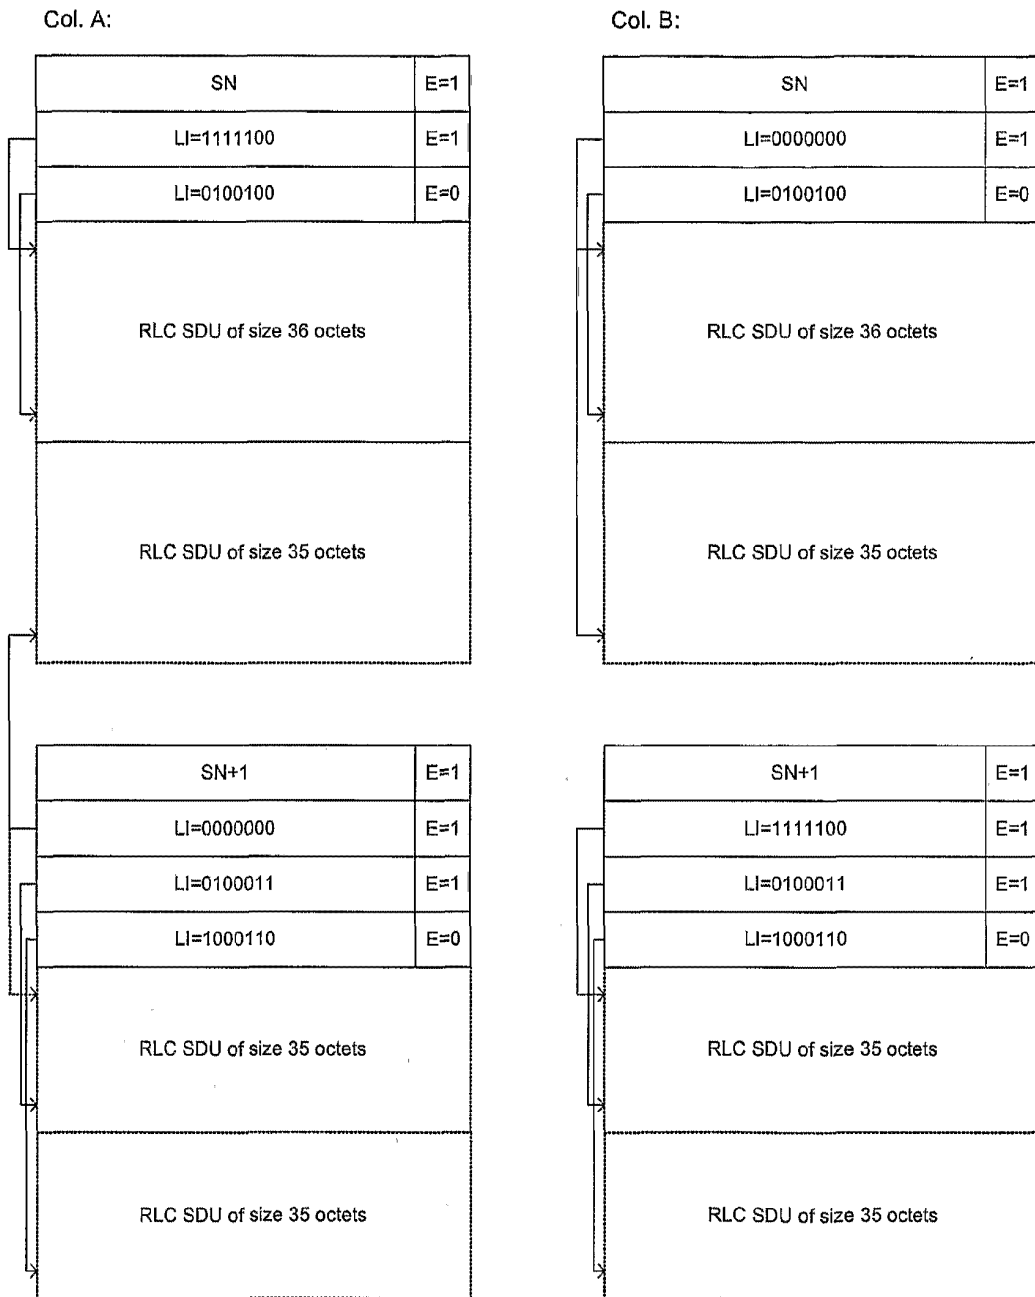 Col. A:
SN E=1
LI=1111100 E=1
LI=0100100 E=0
RLC SDU of size 36 octets
RLC SDU of size 35 octets
SN+1 E=1
LI=0000000 E=1
LI=0100011 E=1
LI=1000110 E=0
RLC SDU of size 35 octets
RLC SDU of size 35 octets
Col. B:
SN E=1
LI=0000000 E=1
LI=0100100 E=0
RLC SDU of size 36 octets
RLC SDU of size 35 octets
SN+1 E=1
LI=1111100 E=1
LI=0100011 E=1
LI=1000110 E=0
RLC SDU of size 35 octets
RLC SDU of size 35 octets